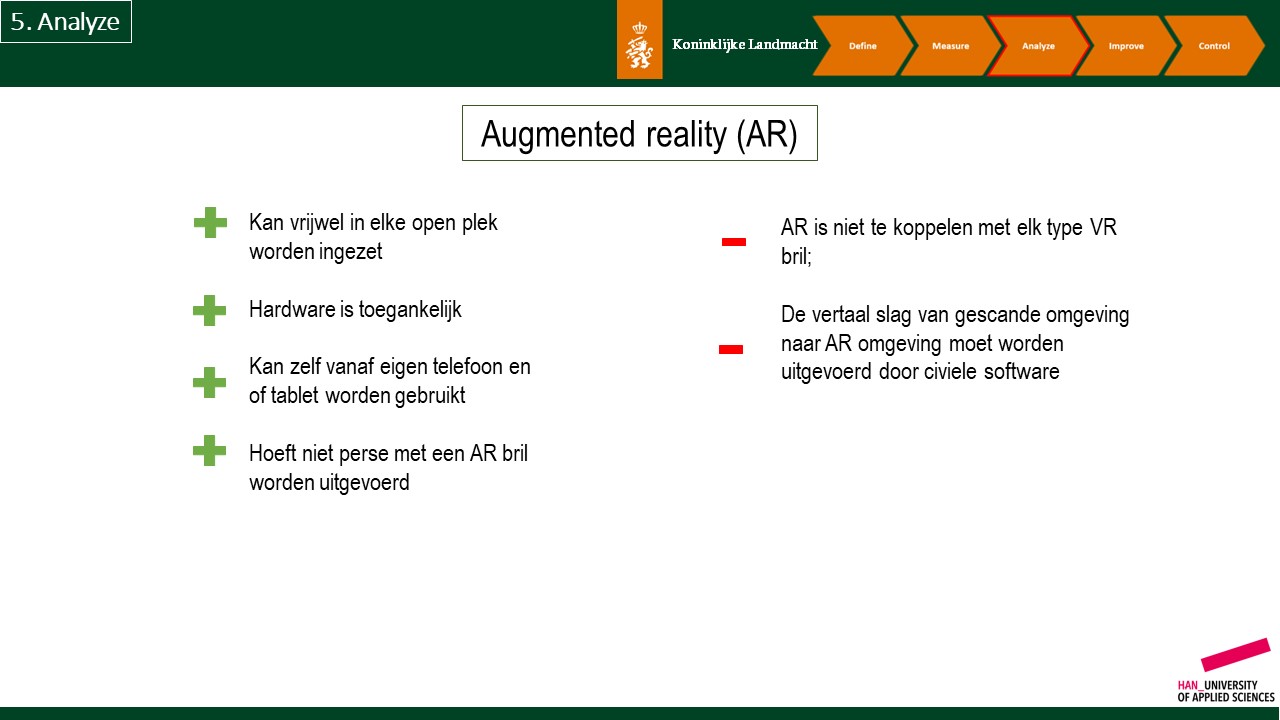 5. Analyze
Koninklijke Landmacht
Define
Measure
Analyze
Improve
Control
Augmented reality (AR)
Kan vrijwel in elke open plek
worden ingezet
Hardware is toegankelijk
Kan zelf vanaf eigen telefoon en
of tablet worden gebruikt
Hoeft niet perse met een AR bril
worden uitgevoerd
AR is niet te koppelen met elk type VR
bril;
De vertaal slag van gescande omgeving
naar AR omgeving moet worden
uitgevoerd door civiele software
HAN_UNIVERSITY
OF APPLIED SCIENCES